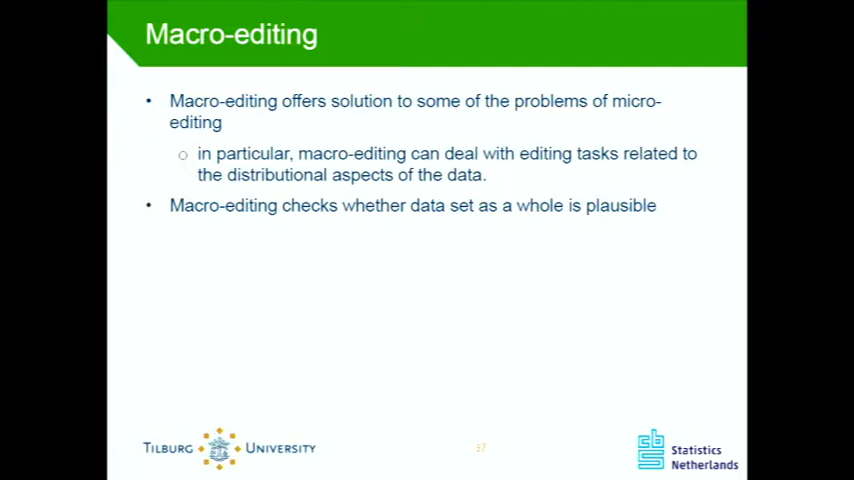 Macro-editing
• Macro-editing offers solution to some of the problems of micro-
editing
○ in particular, macro-editing can deal with editing tasks related to
the distributional aspects of the data.
• Macro-editing checks whether data set as a whole is plausible
TILBURG UNIVERSITY
37
Statistics
Netherlands